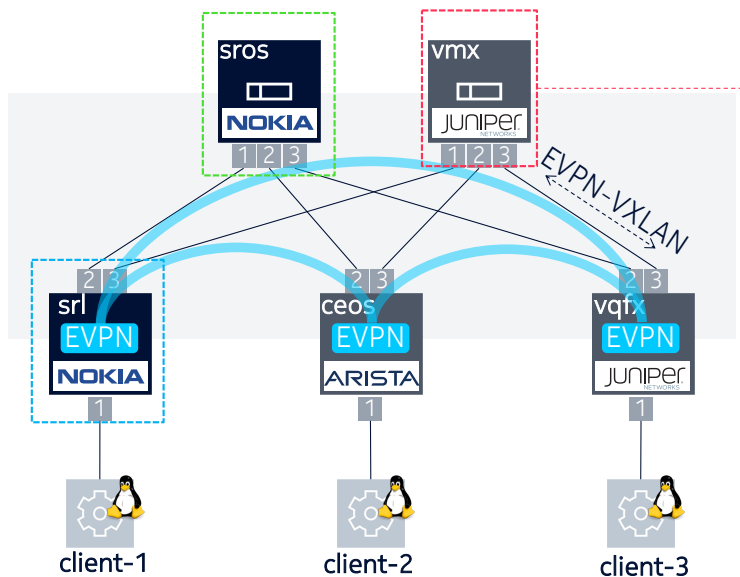 sros
vmx
NOKIA
JUNIPER
NETWORKS
1 2 3
1 2 3
EVPN-VXLAN
2 3
2 3
2 3
srl
ceos
vqfx
EVPN
EVPN
EVPN
NOKIA
ARISTA
JUNIPER
NETWORKS
1
1
1
client-1
client-2
client-3